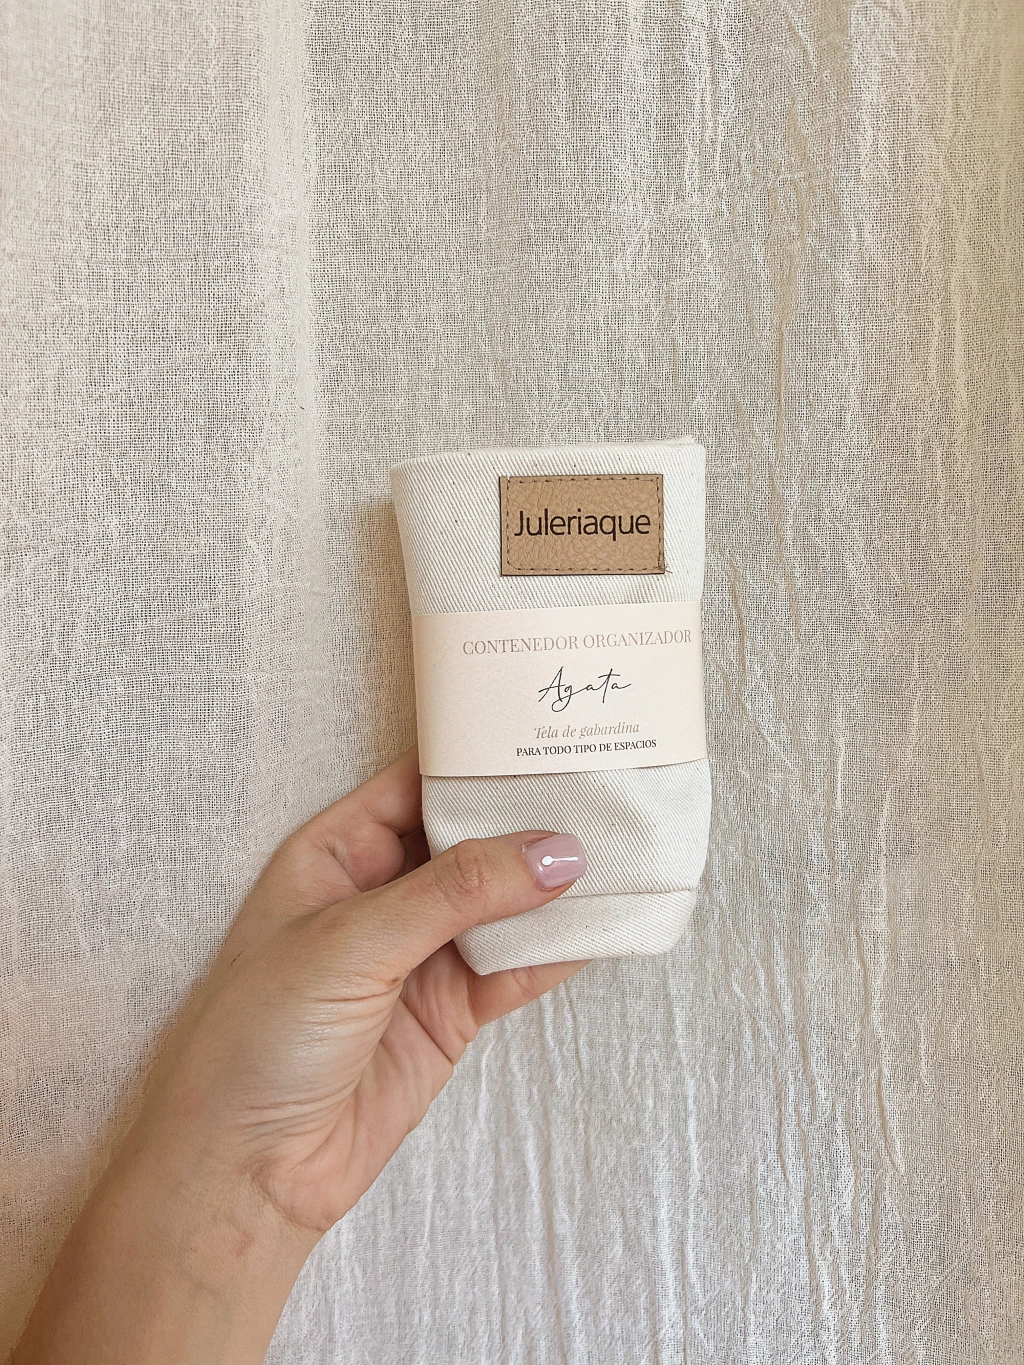 Juleriaque
CONTENEDOR ORGANIZADOR
Agata
Tela de gabardina
PARA TODO TIPO DE ESPACIOS